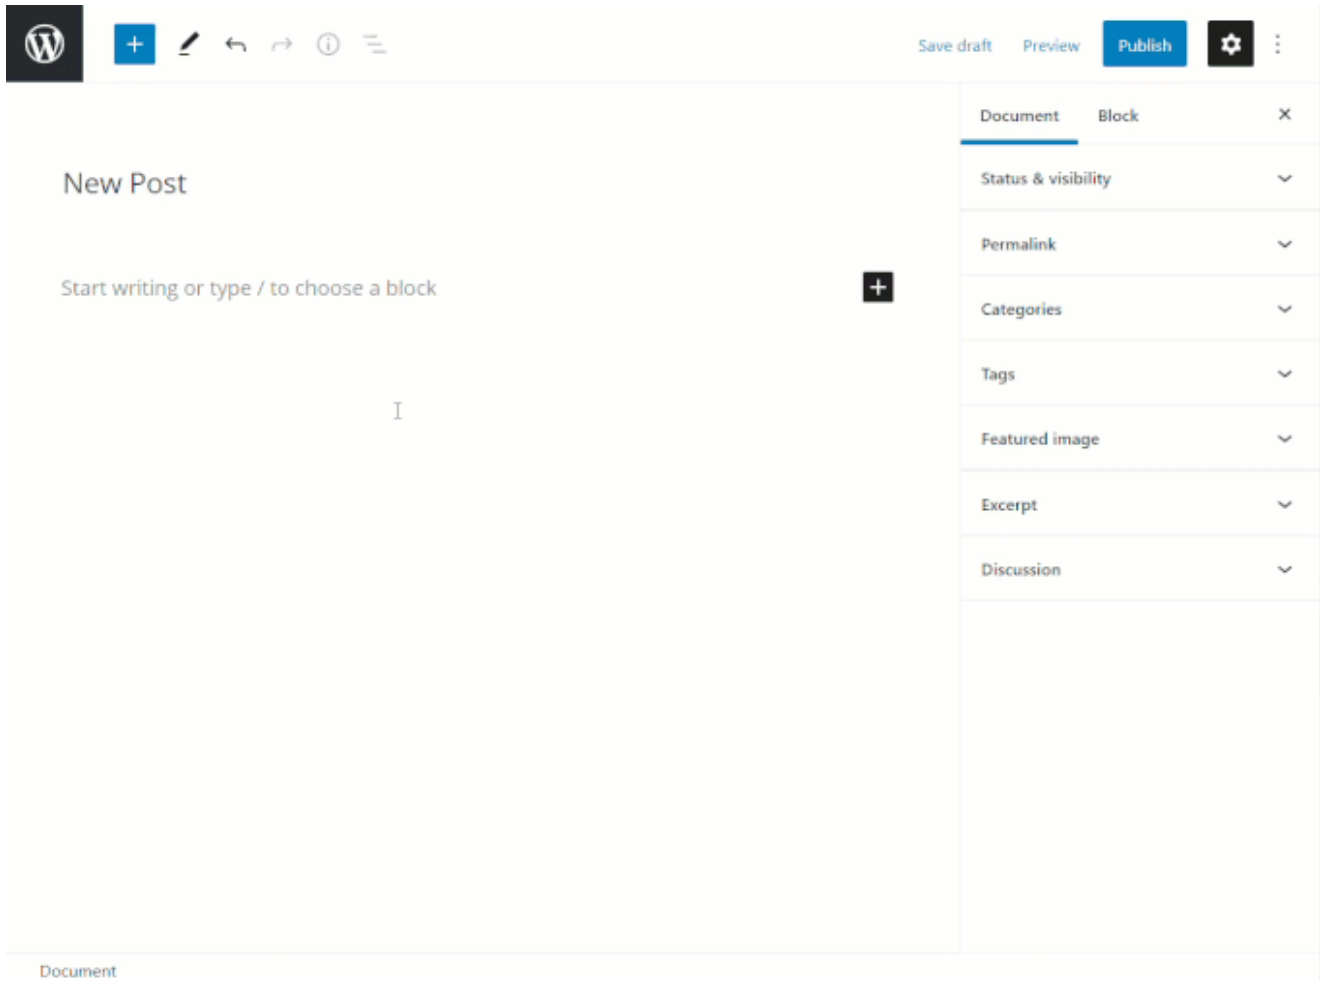 Save draft Preview Publish
Document Block
New Post
Status & visibility
Permalink
Start writing or type / to choose a block
Categories
Tags
Featured image
Excerpt
Discussion
Document